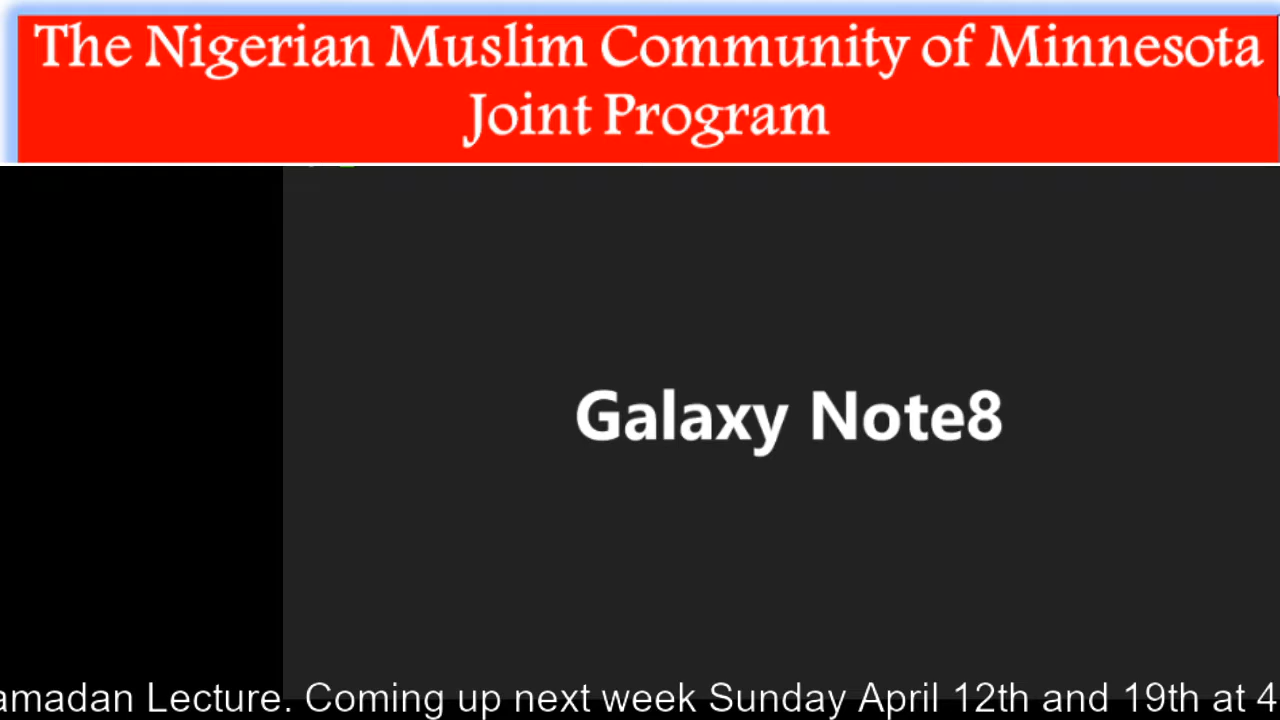 The Nigerian Muslim Community of Minnesota
Joint Program
Galaxy Note8
amadan Lecture. Coming up next week Sunday April 12th and 19th at 4